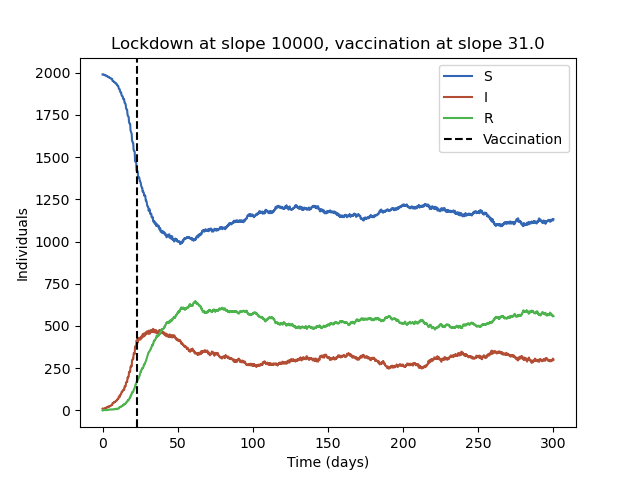 Lockdown at slope 10000, vaccination at slope 31.0
S
I
R
Vaccination
Individuals
2000
1750
1500
1250
1000
750
500
250
0
0 50 100 150 200 250 300
Time (days)